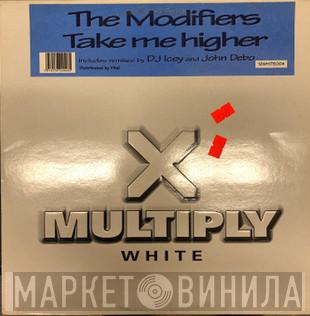 The Modifiers
Take me higher
Includes remixes by DJ Icey and John Debo
Distributed by Vital
X
MULTIPLY
WHITE
МАРКЕТ ВИНИЛА